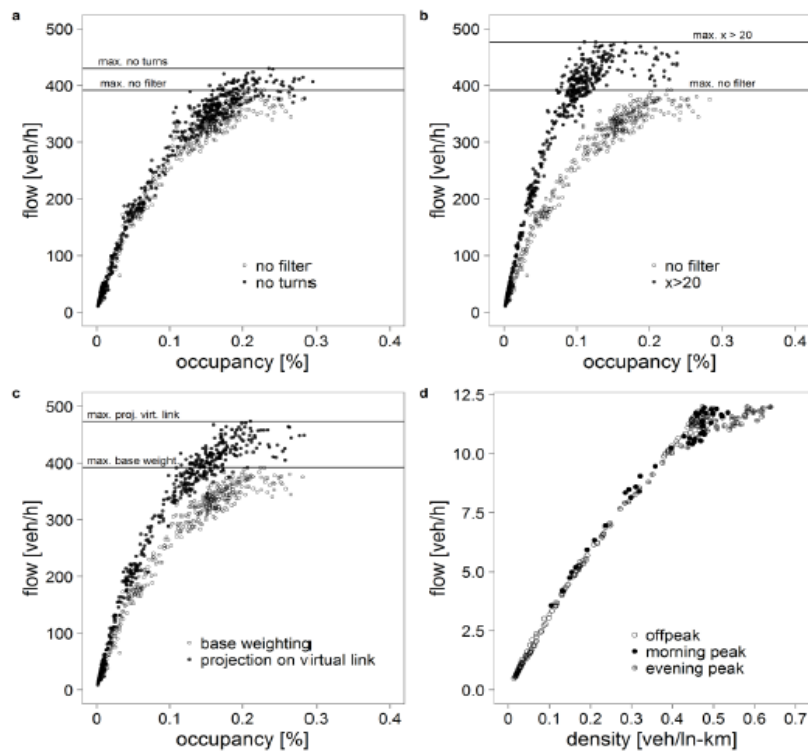 a
500
max. no turns
400
max. no filter
300
200
100
0
flow [veh/h]
no filter
no turns
0 0.1 0.2 0.3 0.4
occupancy [%]
b
500
max. x > 20
400
max. no filter
300
200
100
0
flow [veh/h]
no filter
x>20
0 0.1 0.2 0.3 0.4
occupancy [%]
c
500
max. proj. virt. link
400
max. base weight
300
200
100
0
flow [veh/h]
base weighting
projection on virtual link
0 0.1 0.2 0.3 0.4
occupancy [%]
d
12.5
10.0
7.5
5.0
2.5
0.0
flow [veh/h]
offpeak
morning peak
evening peak
0 0.1 0.2 0.3 0.4 0.5 0.6 0.7
density [veh/ln-km]